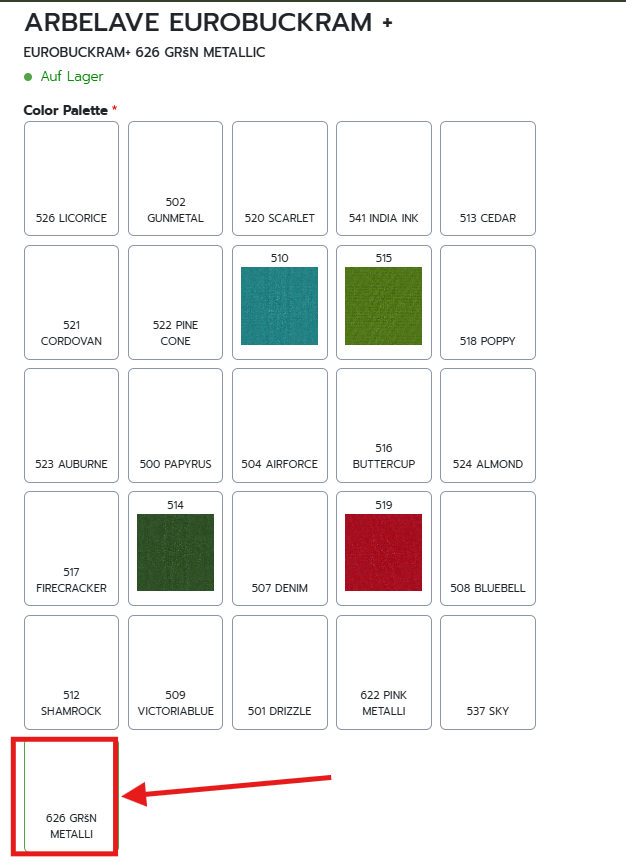 ARBELAVE EUROBUCKRAM +
EUROBUCKRAM+ 626 GRšN METALLIC
Auf Lager
Color Palette *
526 LICORICE
502
GUNMETAL
520 SCARLET
541 INDIA INK
513 CEDAR
521
CORDOVAN
522 PINE
CONE
510
515
518 POPPY
523 AUBURNE
500 PAPYRUS
504 AIRFORCE
516
BUTTERCUP
524 ALMOND
517
FIRECRACKER
514
507 DENIM
519
508 BLUEBELL
512
SHAMROCK
509
VICTORIABLUE
501 DRIZZLE
622 PINK
METALLI
537 SKY
626 GRšN
METALLI